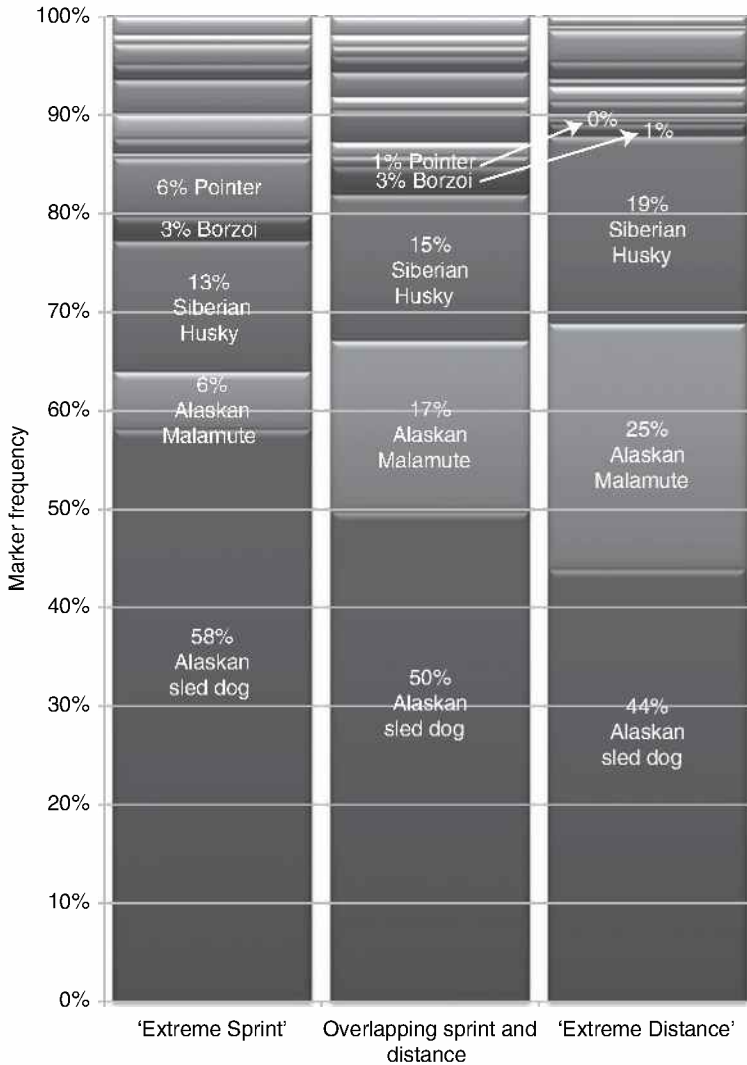 100%
90%
80%
70%
60%
50%
40%
30%
20%
10%
0%
Marker frequency
6% Pointer
3% Borzoi
13%
Siberian
Husky
6%
Alaskan
Malamute
58%
Alaskan
sled dog
1% Pointer
3% Borzoi
15%
Siberian
Husky
17%
Alaskan
Malamute
50%
Alaskan
sled dog
0%
1%
19%
Siberian
Husky
25%
Alaskan
Malamute
44%
Alaskan
sled dog
‘Extreme Sprint’
Overlapping sprint and
distance
‘Extreme Distance’